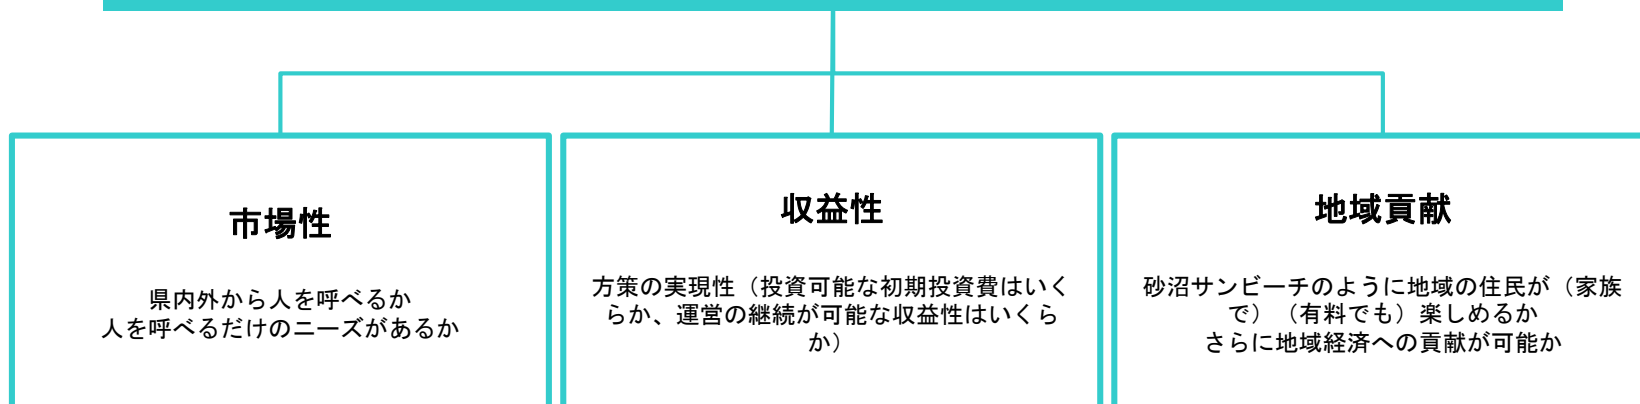 市場性
県内外から人を呼べるか
人を呼べるだけのニーズがあるか
収益性
方策の実現性（投資可能な初期投資費はいく
らか、運営の継続が可能な収益性はいくら
か）
地域貢献
砂沼サンビーチのように地域の住民が（家族
で）（有料でも）楽しめるか
さらに地域経済への貢献が可能か